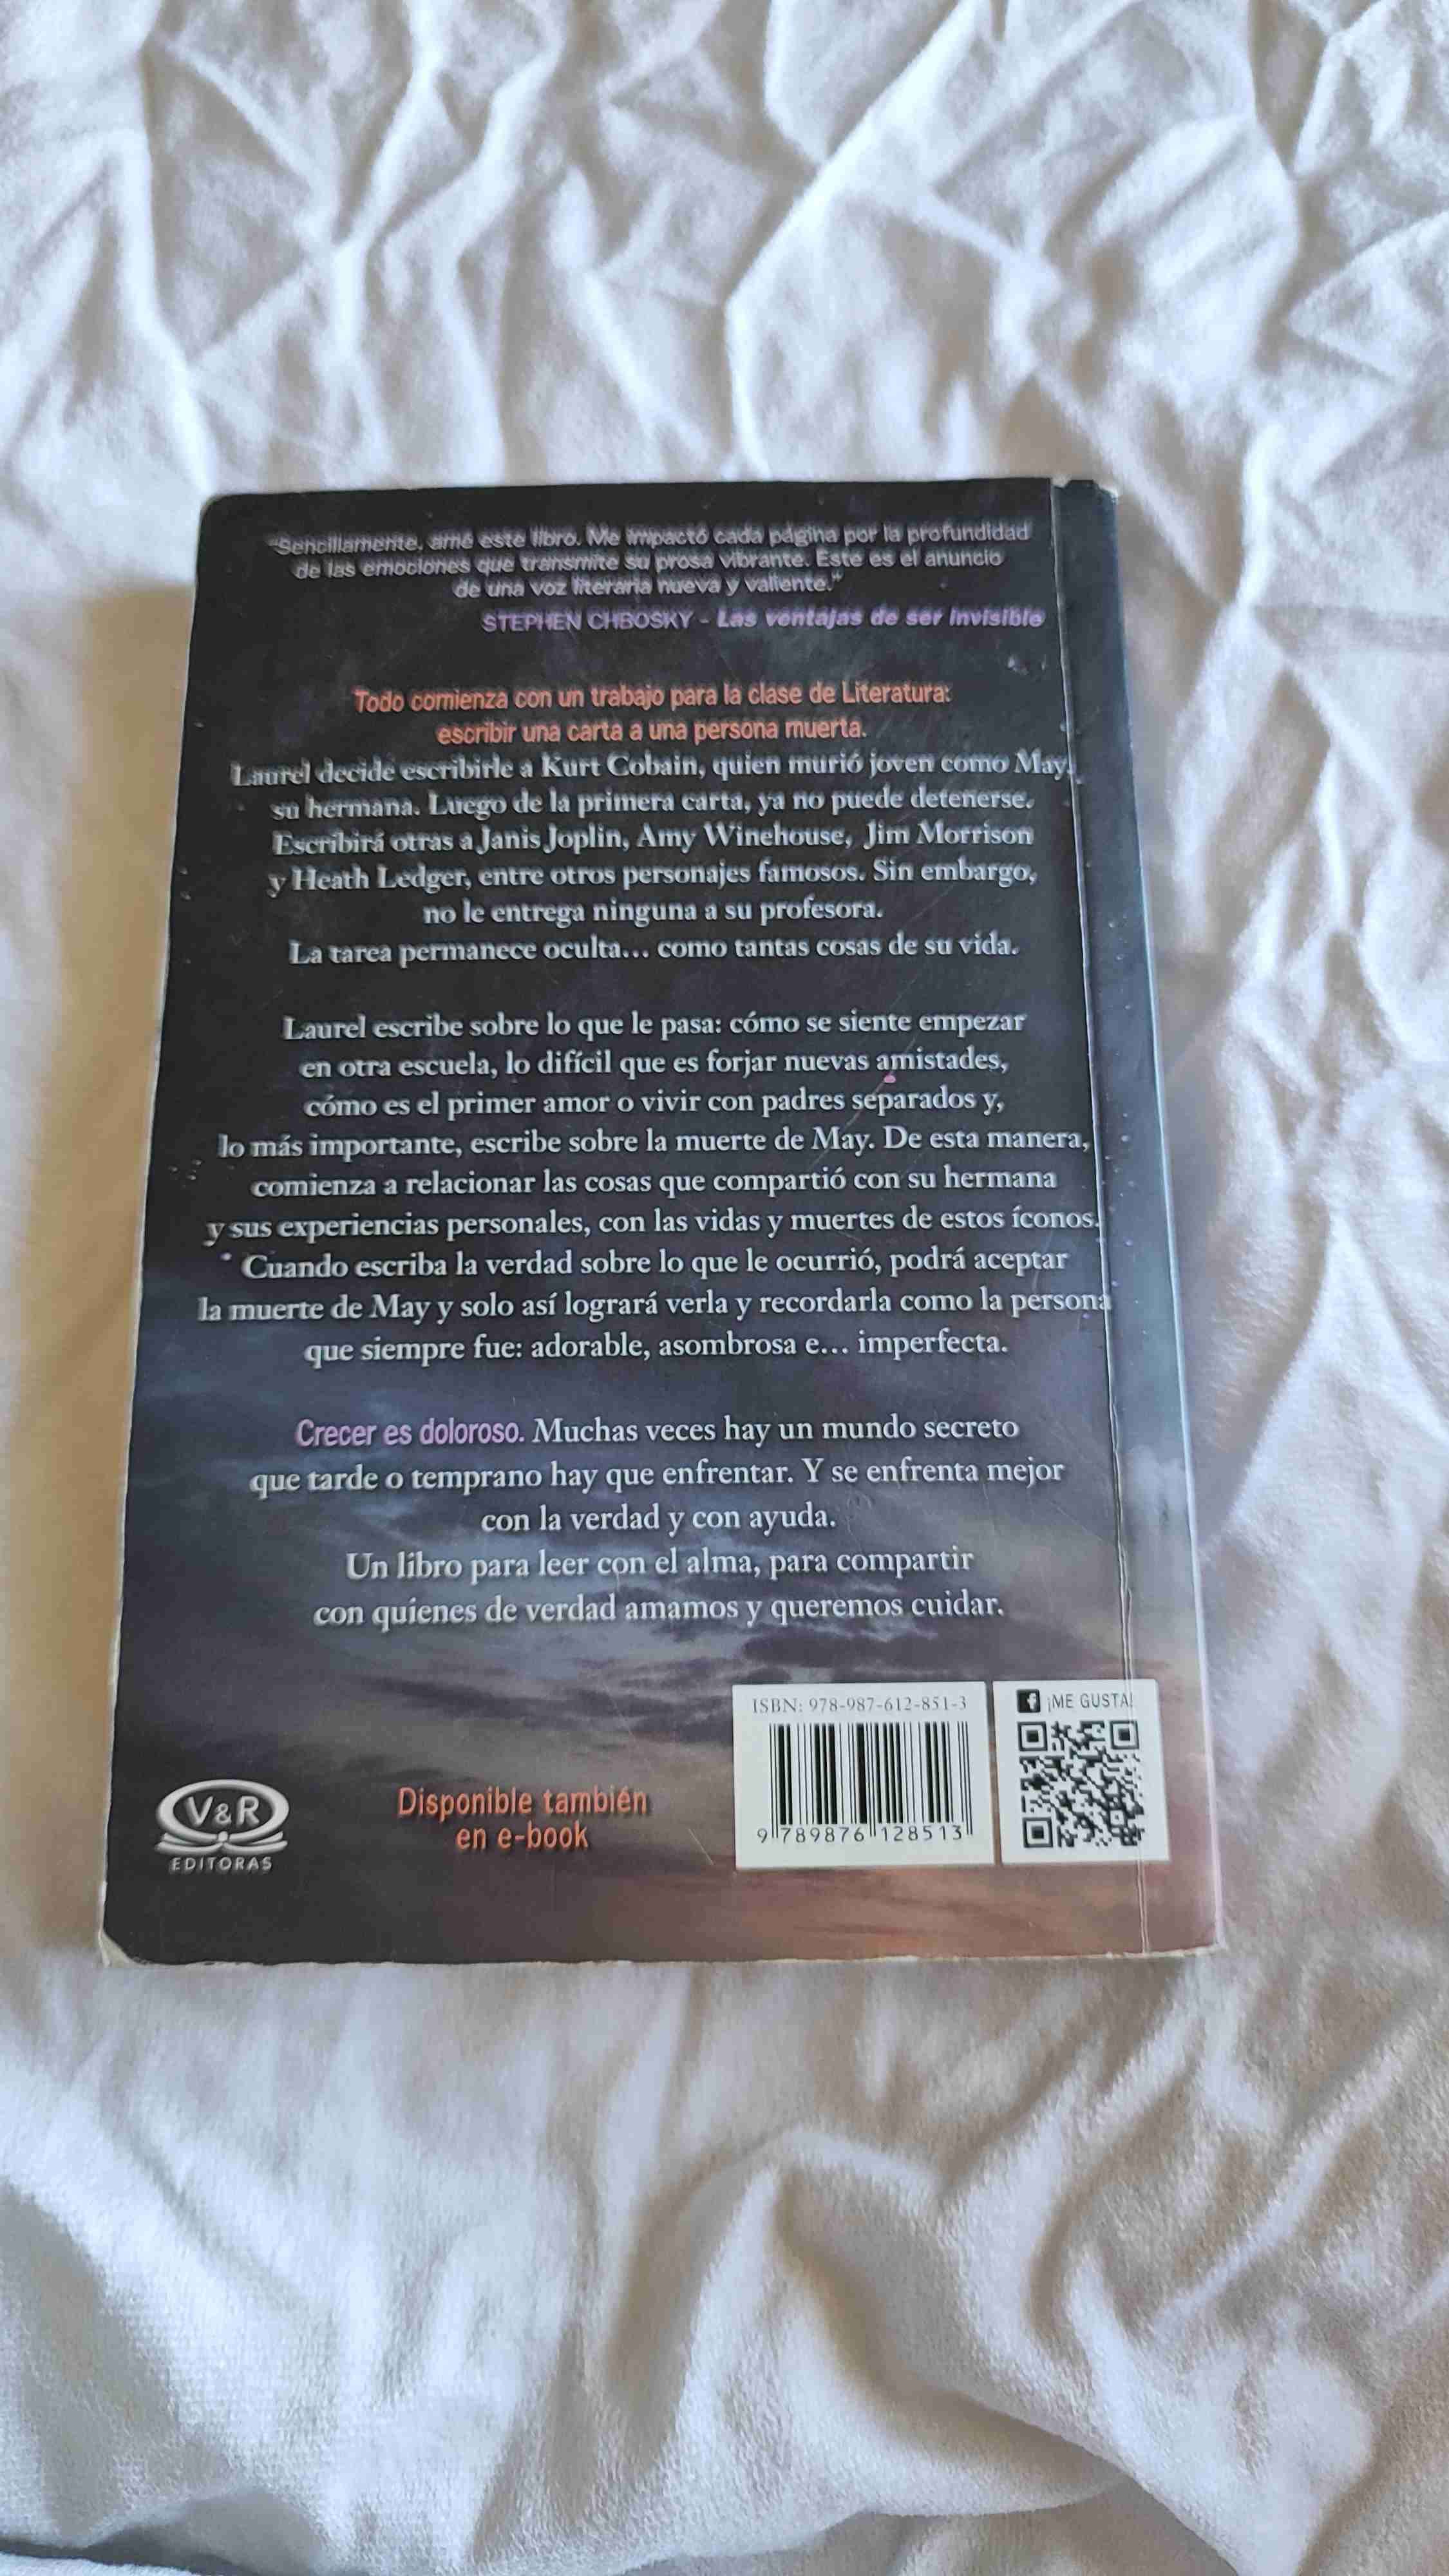 "Sencillamente, amé este libro. Me impactó cada página por la profundidad
de las emociones que transmite su prosa vibrante. Este es el anuncio
de una voz literaria nueva y valiente."
STEPHEN CHBOSKY - Las ventajas de ser invisible
Todo comienza con un trabajo para la clase de Literatura:
escribir una carta a una persona muerta.
Laurel decide escribirle a Kurt Cobain, quien murió joven como May,
su hermana. Luego de la primera carta, ya no puede detenerse.
Escribirá otras a Janis Joplin, Amy Winehouse, Jim Morrison
y Heath Ledger, entre otros personajes famosos. Sin embargo,
no le entrega ninguna a su profesora.
La tarea permanece oculta... como tantas cosas de su vida.
Laurel escribe sobre lo que le pasa: cómo se siente empezar
en otra escuela, lo difícil que es forjar nuevas amistades,
cómo es el primer amor o vivir con padres separados y,
lo más importante, escribe sobre la muerte de May. De esta manera,
comienza a relacionar las cosas que compartió con su hermana
y sus experiencias personales, con las vidas y muertes de estos íconos.
Cuando escriba la verdad sobre lo que le ocurrió, podrá aceptar
la muerte de May y solo así logrará verla y recordarla como la persona
que siempre fue: adorable, asombrosa e... imperfecta.
Crecer es doloroso. Muchas veces hay un mundo secreto
que tarde o temprano hay que enfrentar. Y se enfrenta mejor
con la verdad y con ayuda.
Un libro para leer con el alma, para compartir
con quienes de verdad amamos y queremos cuidar.
ISBN: 978-987-612-851-3
9 789876 128513
¡ME GUSTA!
V&R
EDITORAS
Disponible también
en e-book